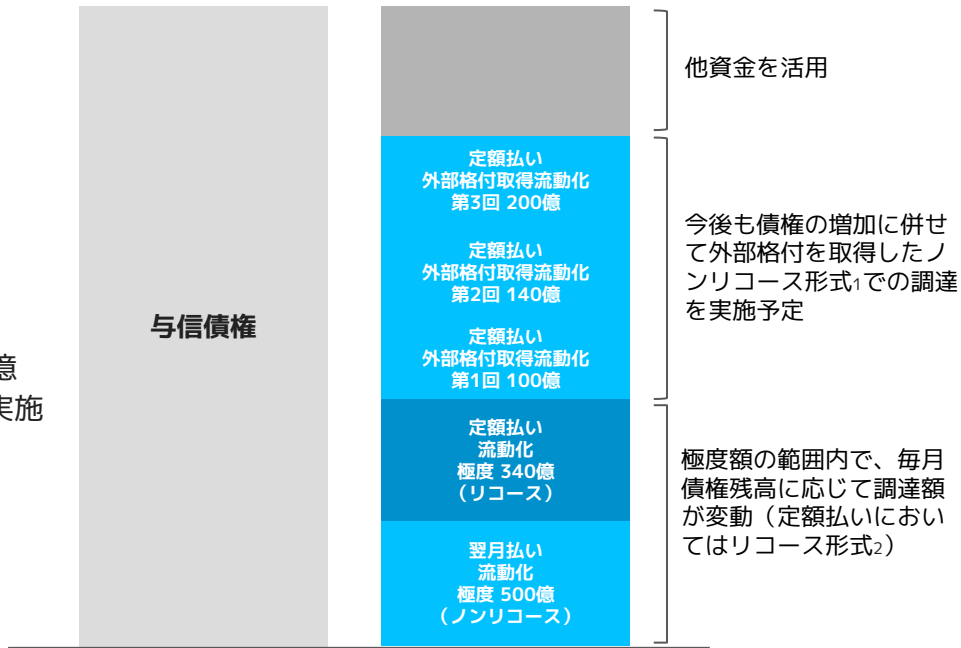 億
実施
与信債権
定額払い
外部格付取得流動化
第3回 200億
定額払い
外部格付取得流動化
第2回 140億
定額払い
外部格付取得流動化
第1回 100億
定額払い
流動化
極度 340億
（リコース）
翌月払い
流動化
極度 500億
（ノンリコース）
他資金を活用
今後も債権の増加に併せ
て外部格付を取得したノ
ンリコース形式1での調達
を実施予定
極度額の範囲内で、毎月
債権残高に応じて調達額
が変動（定額払いにおい
てはリコース形式2）